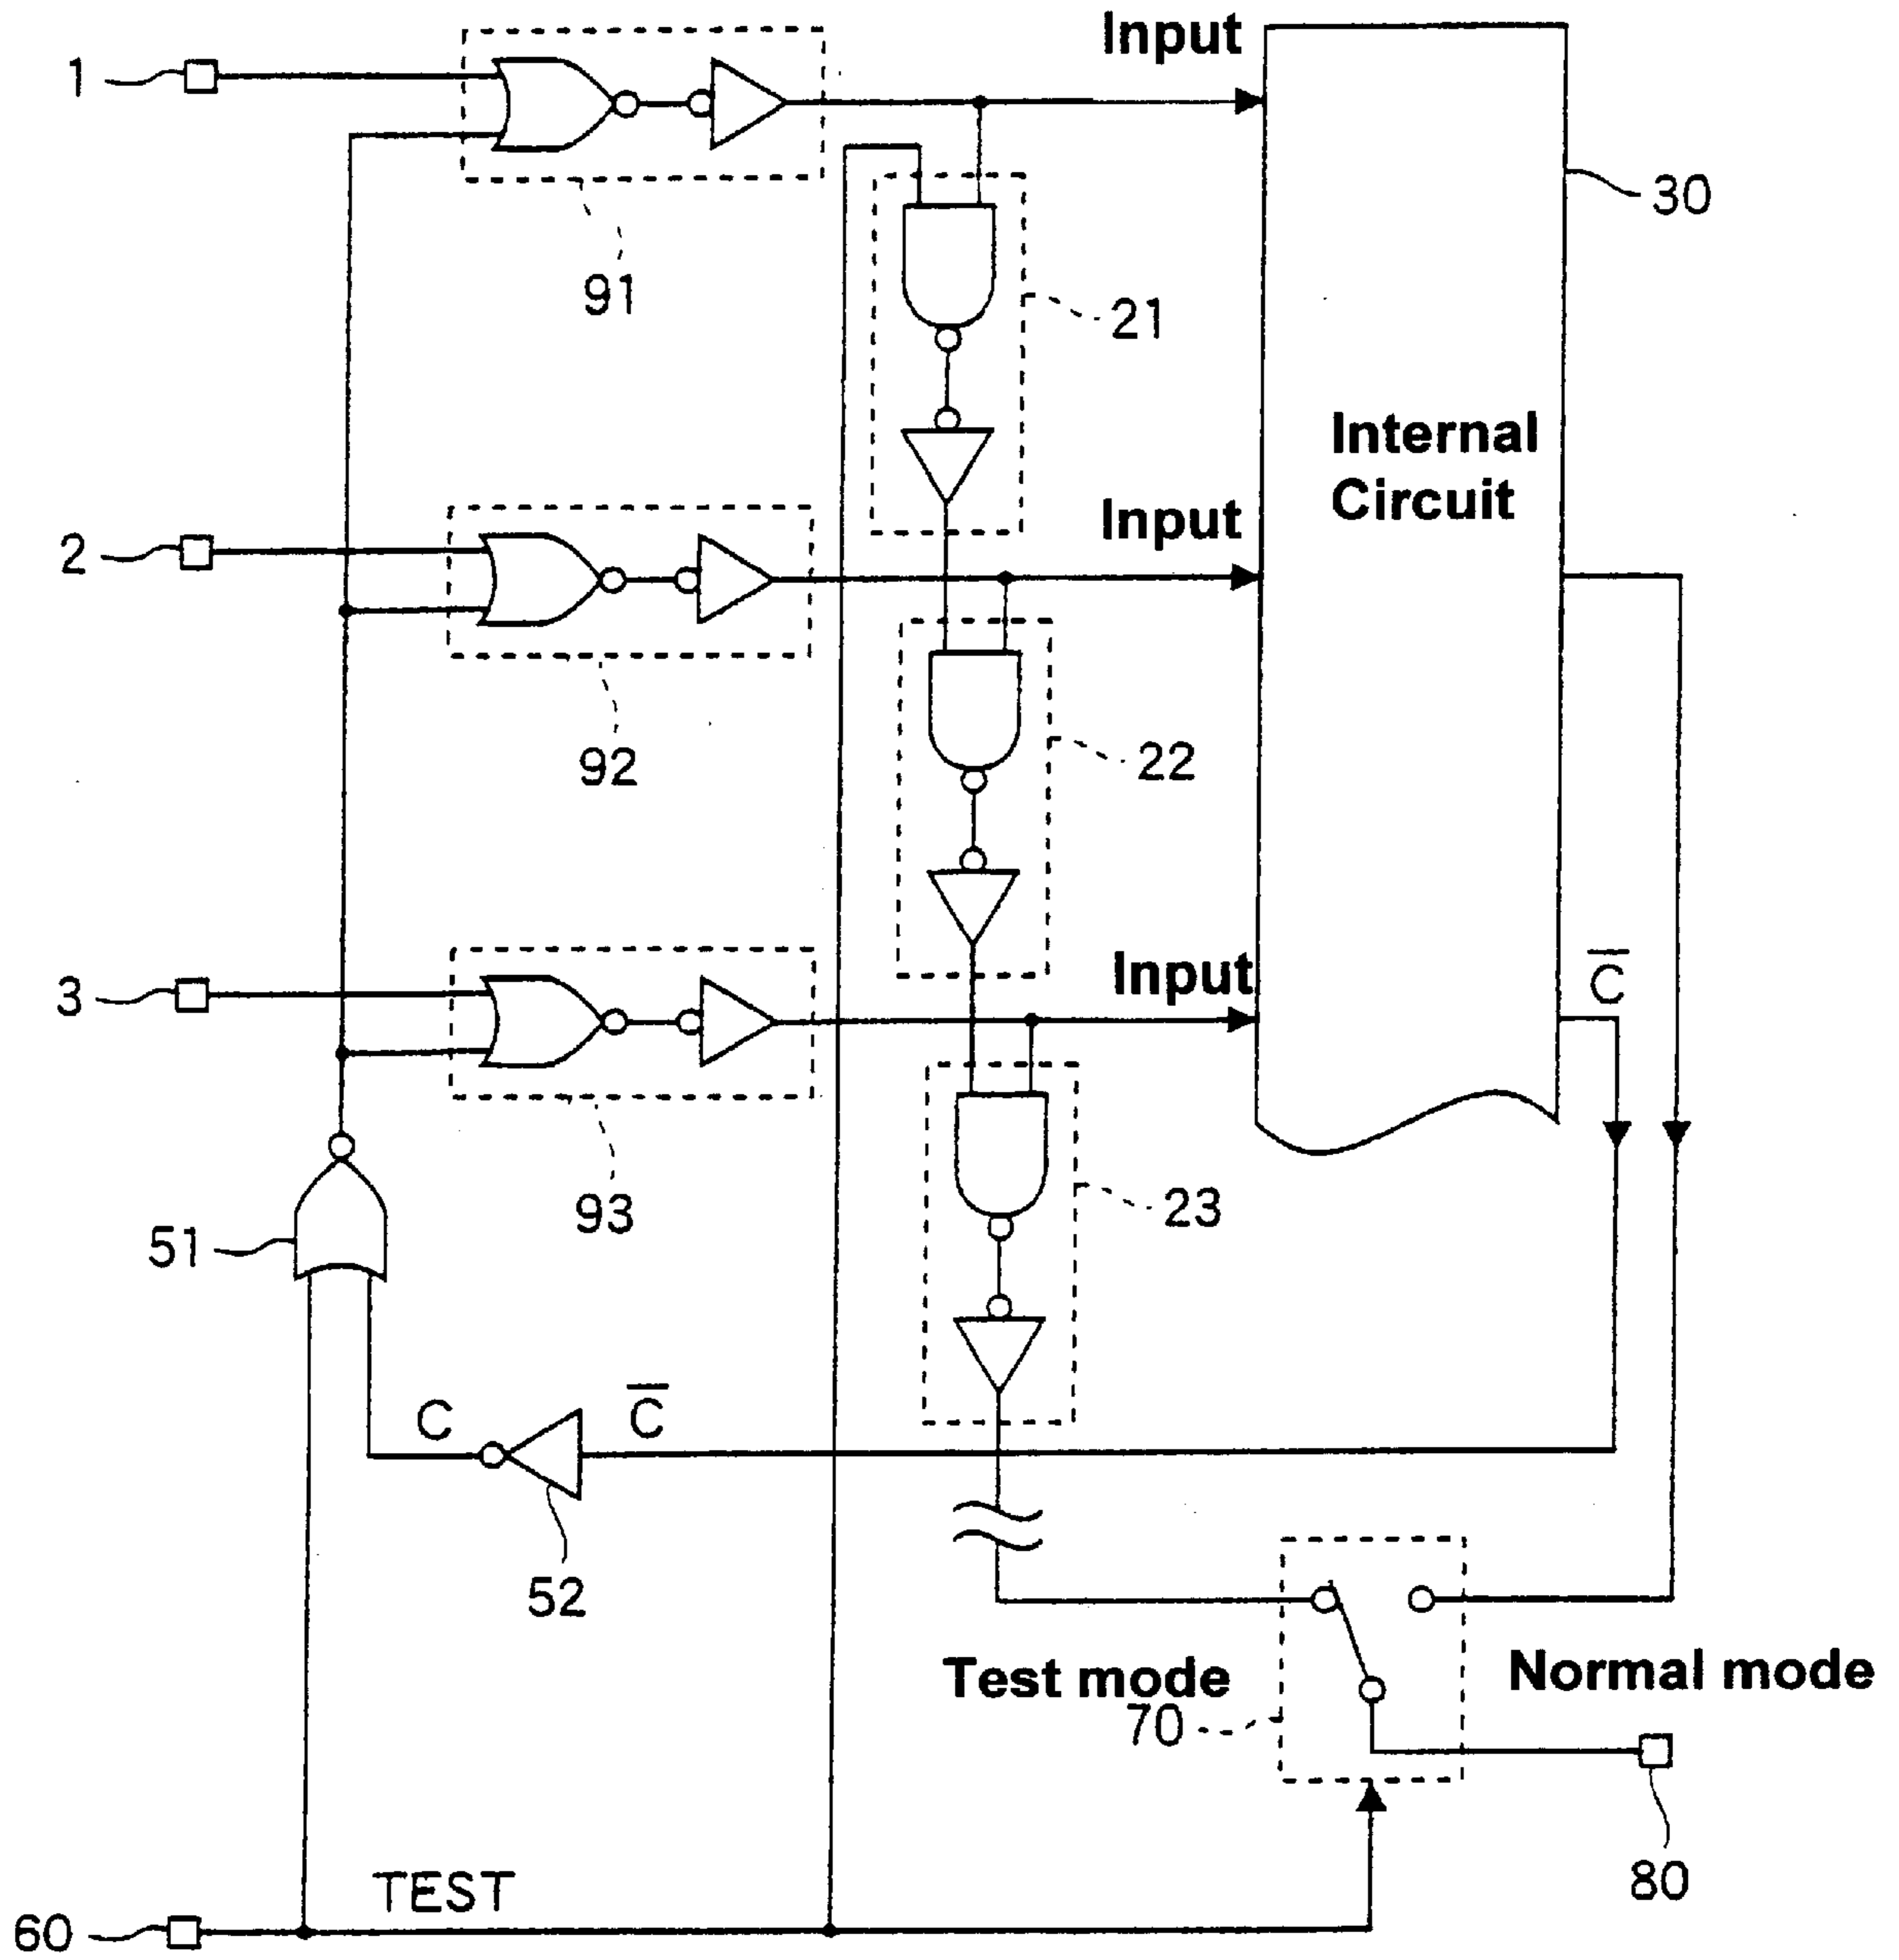 Input
1
30
91
21
Internal
Circuit
Input
2
92
22
C̅
Input
3
93
23
51
C
C̅
52
Test mode
Normal mode
70
80
TEST
60